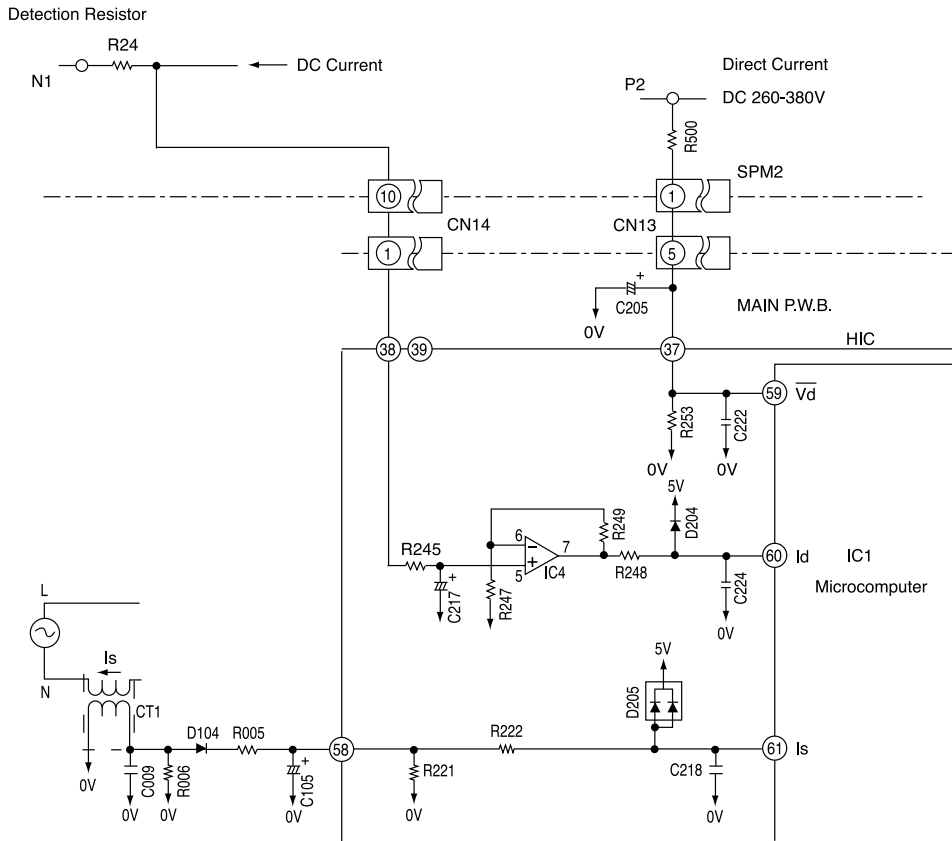 Detection Resistor
R24
N1
DC Current
Direct Current
P2
DC 260-380V
R500
SPM2
10
1
CN14
CN13
1
5
+
C205
0V
MAIN P.W.B.
38
39
37
HIC
59
Vd
R253
C222
0V
0V
5V
D204
R249
6
7
5
IC4
R245
+
C217
R247
R248
60
Id
IC1
Microcomputer
C224
0V
L
N
Is
CT1
5V
D205
D104
R005
58
R222
61
Is
0V
C009
R006
+
C105
R221
C218
0V
0V
0V
0V
0V